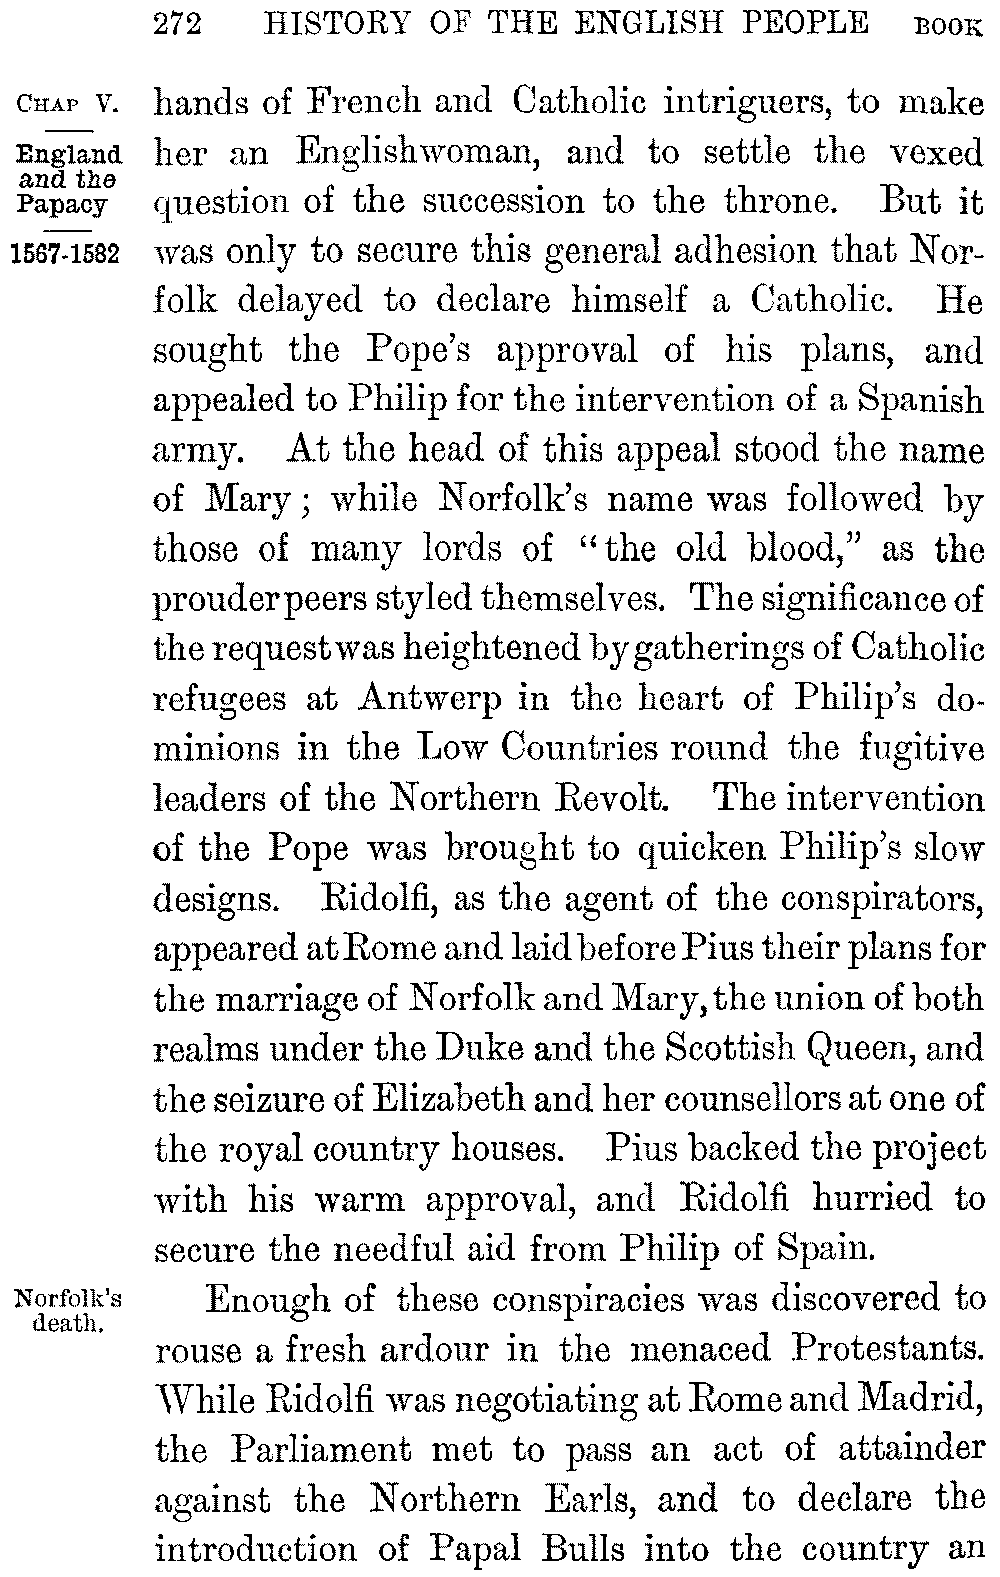 272 HISTORY OF THE ENGLISH PEOPLE BOOK
CHAP V.
England
and the
Papacy
1567-1582
hands of French and Catholic intriguers, to make
her an Englishwoman, and to settle the vexed
question of the succession to the throne. But it
was only to secure this general adhesion that Nor-
folk delayed to declare himself a Catholic. He
sought the Pope's approval of his plans, and
appealed to Philip for the intervention of a Spanish
army. At the head of this appeal stood the name
of Mary; while Norfolk's name was followed by
those of many lords of "the old blood," as the
prouder peers styled themselves. The significance of
the request was heightened by gatherings of Catholic
refugees at Antwerp in the heart of Philip's do-
minions in the Low Countries round the fugitive
leaders of the Northern Revolt. The intervention
of the Pope was brought to quicken Philip's slow
designs. Ridolfi, as the agent of the conspirators,
appeared at Rome and laid before Pius their plans for
the marriage of Norfolk and Mary, the union of both
realms under the Duke and the Scottish Queen, and
the seizure of Elizabeth and her counsellors at one of
the royal country houses. Pius backed the project
with his warm approval, and Ridolfi hurried to
secure the needful aid from Philip of Spain.
Norfolk's
death.
Enough of these conspiracies was discovered to
rouse a fresh ardour in the menaced Protestants.
While Ridolfi was negotiating at Rome and Madrid,
the Parliament met to pass an act of attainder
against the Northern Earls, and to declare the
introduction of Papal Bulls into the country an